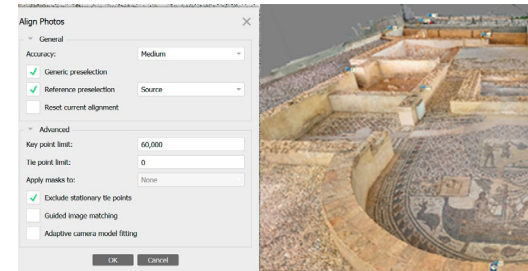 Align Photos
General
Accuracy: Medium
Generic preselection
Reference preselection Source
Reset current alignment
Advanced
Key point limit: 60,000
Tie point limit: 0
Apply masks to: None
Exclude stationary tie points
Guided image matching
Adaptive camera model fitting
OK Cancel